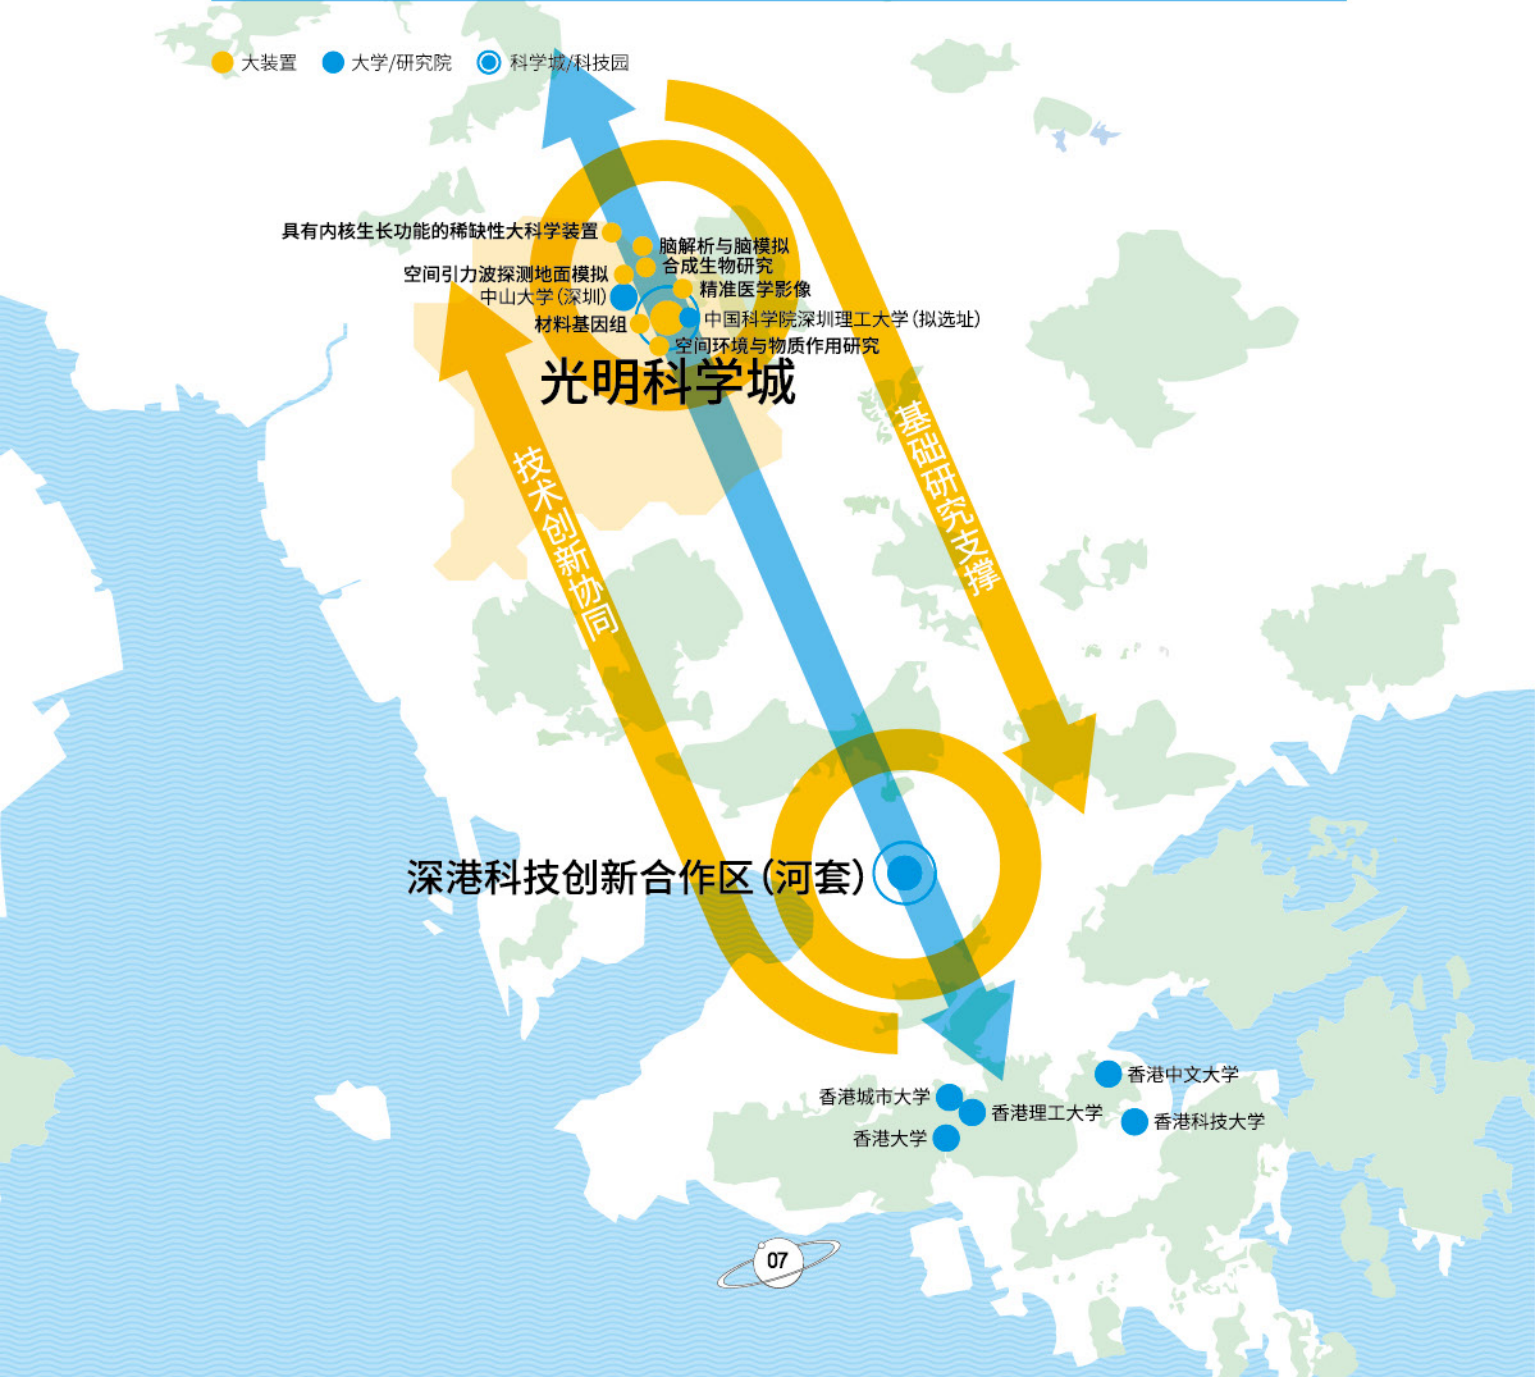 大装置
大学/研究院
科学城/科技园
具有内核生长功能的稀缺性大科学装置
脑解析与脑模拟
合成生物研究
空间引力波探测地面模拟
精准医学影像
中山大学(深圳)
中国科学院深圳理工大学(拟选址)
材料基因组
空间环境与物质作用研究
光明科学城
基础研究支撑
技术创新协同
深港科技创新合作区(河套)
香港中文大学
香港城市大学
香港理工大学
香港科技大学
香港大学
07